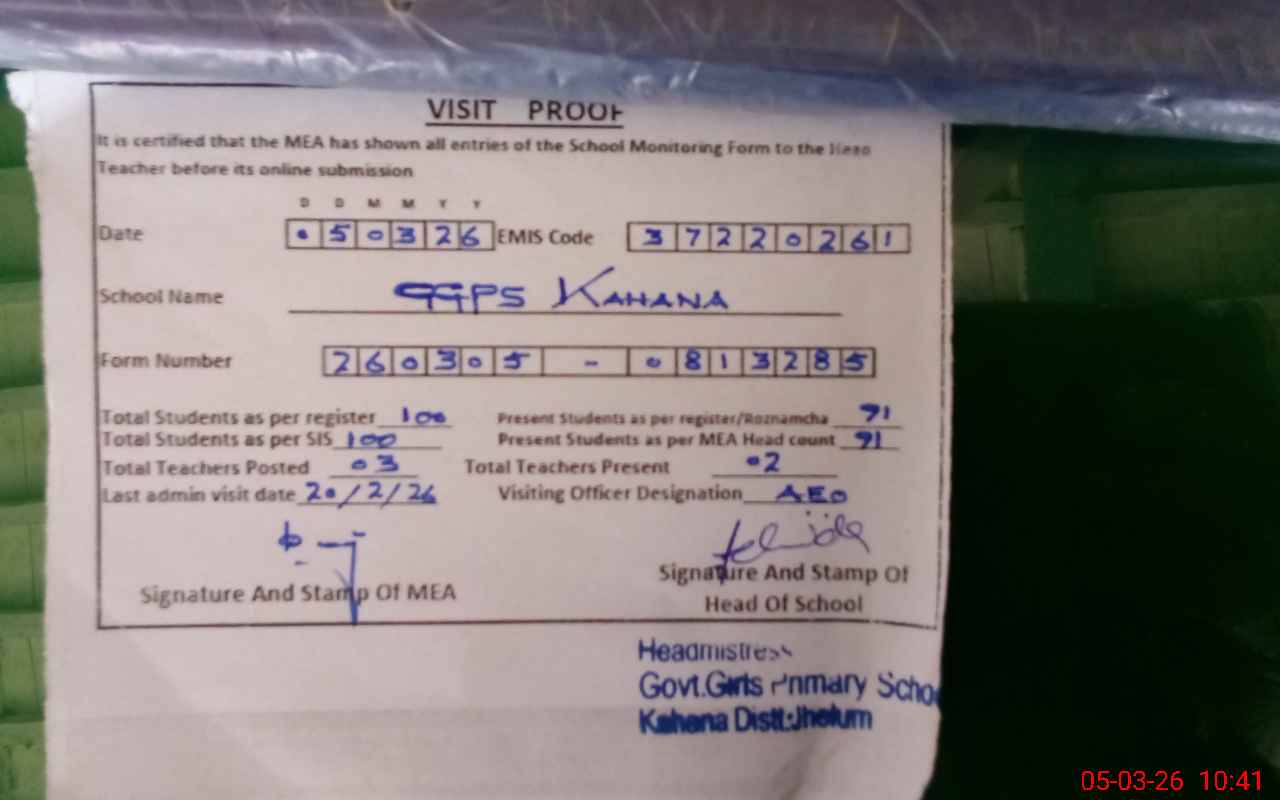 VISIT PROOF
It is certified that the MEA has shown all entries of the School Monitoring Form to the Head
Teacher before its online submission
D D M M Y Y
Date 050326 EMIS Code 37220261
School Name GGPS KAHANA
Form Number 260305 - 0813285
Total Students as per register 100 Present Students as per register/Roznamcha 91
Total Students as per SIS 100 Present Students as per MEA Head count 91
Total Teachers Posted 03 Total Teachers Present 02
Last admin visit date 20/2/26 Visiting Officer Designation AEO
Signature And Stamp Of MEA
Signature And Stamp Of
Head Of School
Headmistress
Govt.Girls Primary School
Kahana Distt:Jhelum
05-03-26 10:41